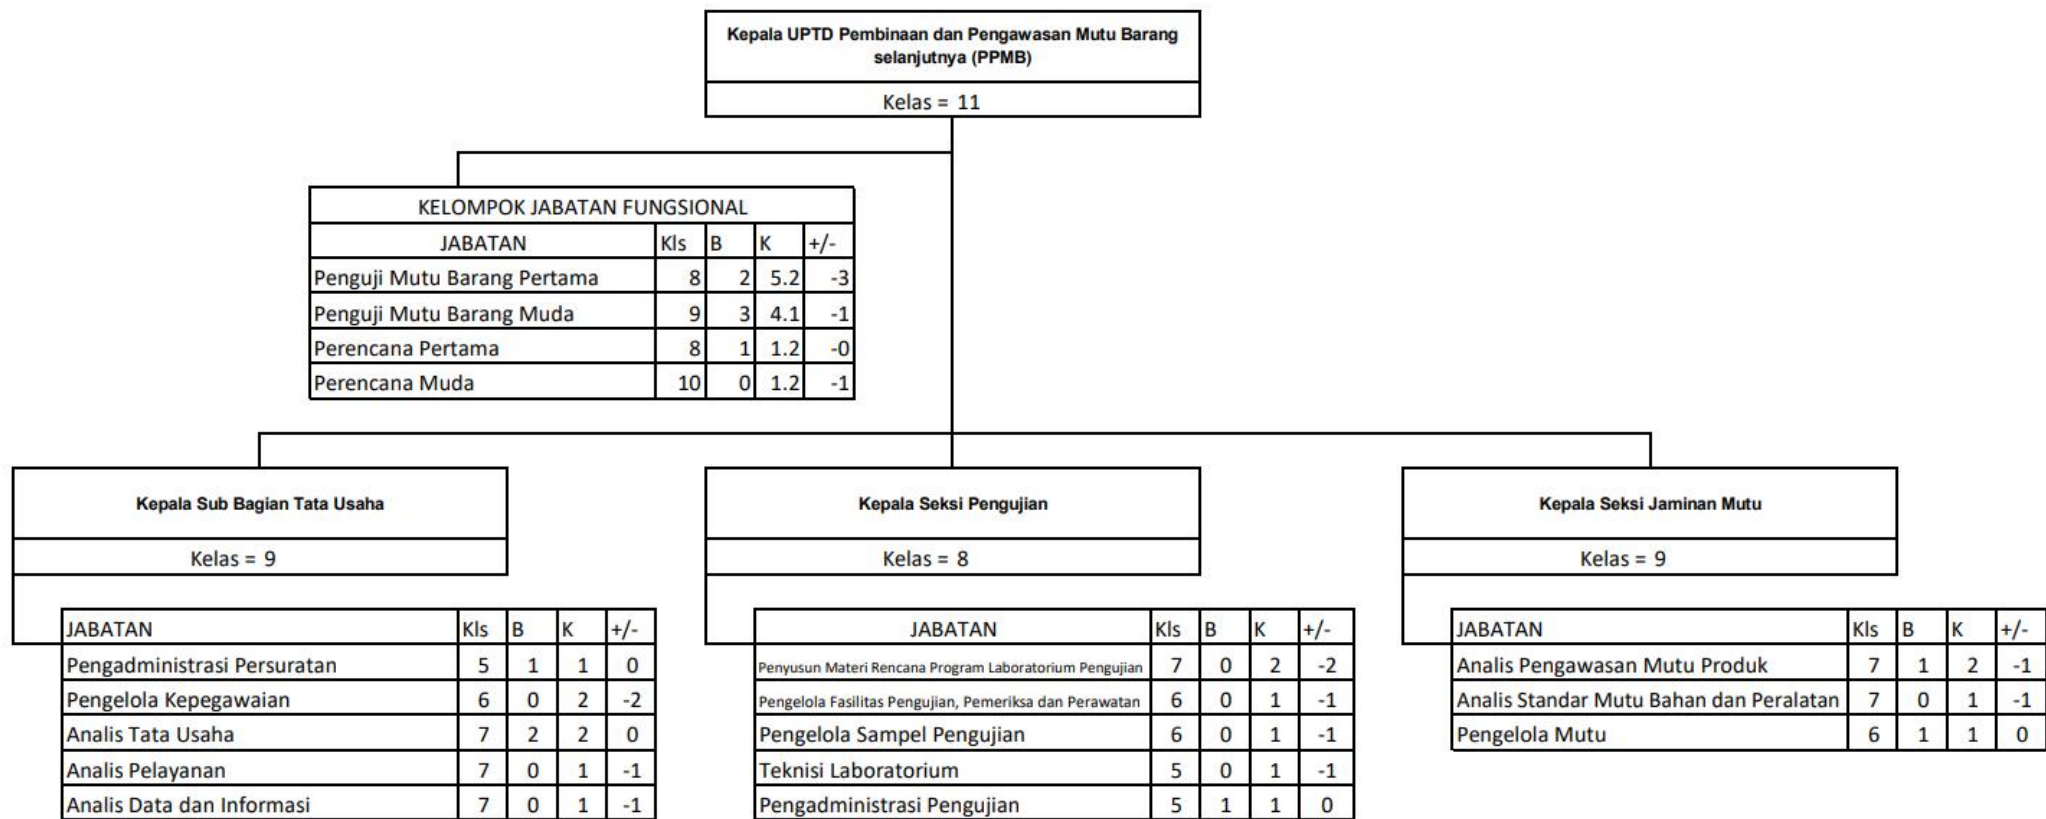 Kepala UPTD Pembinaan dan Pengawasan Mutu Barang
selanjutnya (PPMB)
Kelas = 11
KELOMPOK JABATAN FUNGSIONAL
JABATAN Kls B K +/-
Penguji Mutu Barang Pertama 8 2 5.2 -3
Penguji Mutu Barang Muda 9 3 4.1 -1
Perencana Pertama 8 1 1.2 -0
Perencana Muda 10 0 1.2 -1
Kepala Sub Bagian Tata Usaha
Kelas = 9
JABATAN Kls B K +/-
Pengadministrasi Persuratan 5 1 1 0
Pengelola Kepegawaian 6 0 2 -2
Analis Tata Usaha 7 2 2 0
Analis Pelayanan 7 0 1 -1
Analis Data dan Informasi 7 0 1 -1
Kepala Seksi Pengujian
Kelas = 8
JABATAN Kls B K +/-
Penyusun Materi Rencana Program Laboratorium Pengujian 7 0 2 -2
Pengelola Fasilitas Pengujian, Pemeriksa dan Perawatan 6 0 1 -1
Pengelola Sampel Pengujian 6 0 1 -1
Teknisi Laboratorium 5 0 1 -1
Pengadministrasi Pengujian 5 1 1 0
Kepala Seksi Jaminan Mutu
Kelas = 9
JABATAN Kls B K +/-
Analis Pengawasan Mutu Produk 7 1 2 -1
Analis Standar Mutu Bahan dan Peralatan 7 0 1 -1
Pengelola Mutu 6 1 1 0